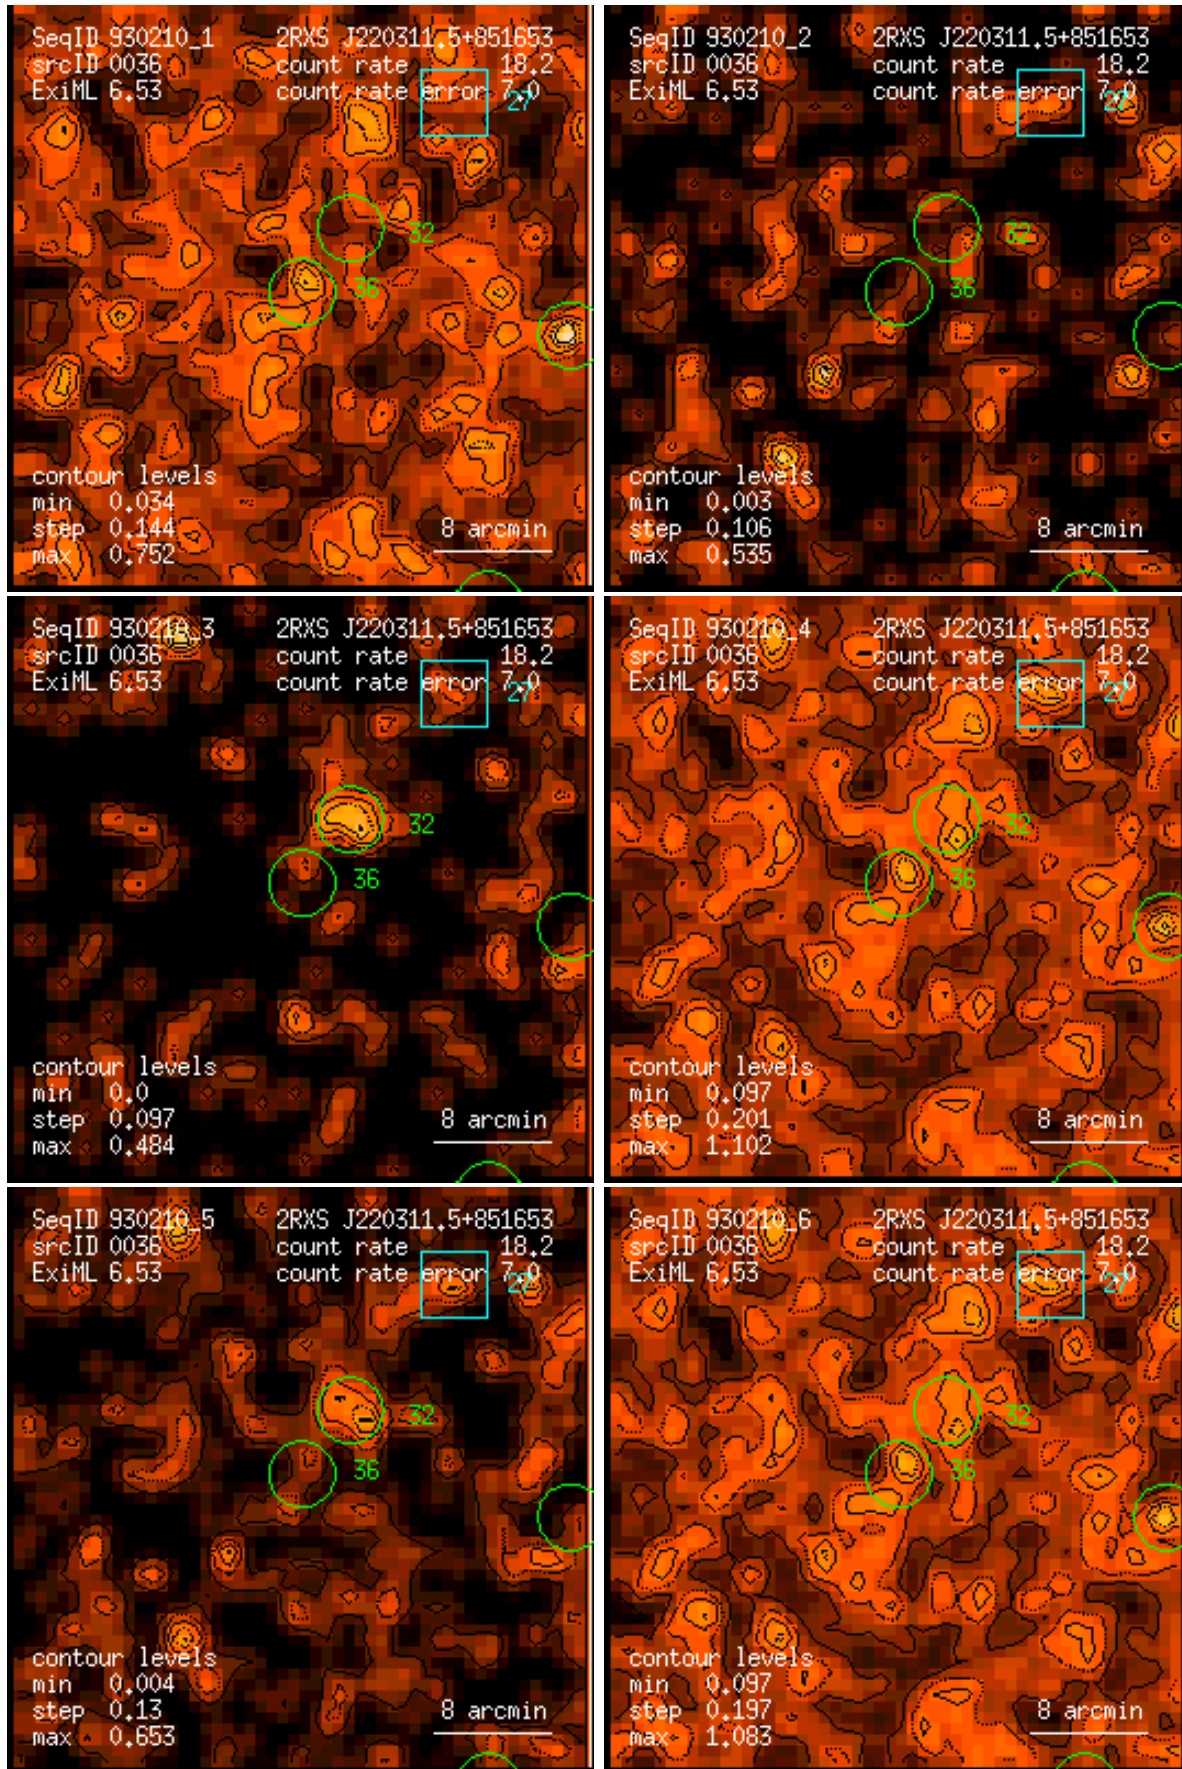 SeqID 930210_1 2RXS J220311.5+851653
srcID 0036 count rate 18.2
ExiML 6.53 count rate error 7.0
27
32
36
contour levels
min 0.034
step 0.144 8 arcmin
max 0.752
SeqID 930210_2 2RXS J220311.5+851653
srcID 0036 count rate 18.2
ExiML 6.53 count rate error 7.0
27
32
36
contour levels
min 0.003
step 0.106 8 arcmin
max 0.535
SeqID 930210_3 2RXS J220311.5+851653
srcID 0036 count rate 18.2
ExiML 6.53 count rate error 7.0
27
32
36
contour levels
min 0.0
step 0.097 8 arcmin
max 0.484
SeqID 930210_4 2RXS J220311.5+851653
srcID 0036 count rate 18.2
ExiML 6.53 count rate error 7.0
27
32
36
contour levels
min 0.097
step 0.201 8 arcmin
max 1.102
SeqID 930210_5 2RXS J220311.5+851653
srcID 0036 count rate 18.2
ExiML 6.53 count rate error 7.0
27
32
36
contour levels
min 0.004
step 0.13 8 arcmin
max 0.653
SeqID 930210_6 2RXS J220311.5+851653
srcID 0036 count rate 18.2
ExiML 6.53 count rate error 7.0
27
32
36
contour levels
min 0.097
step 0.197 8 arcmin
max 1.083